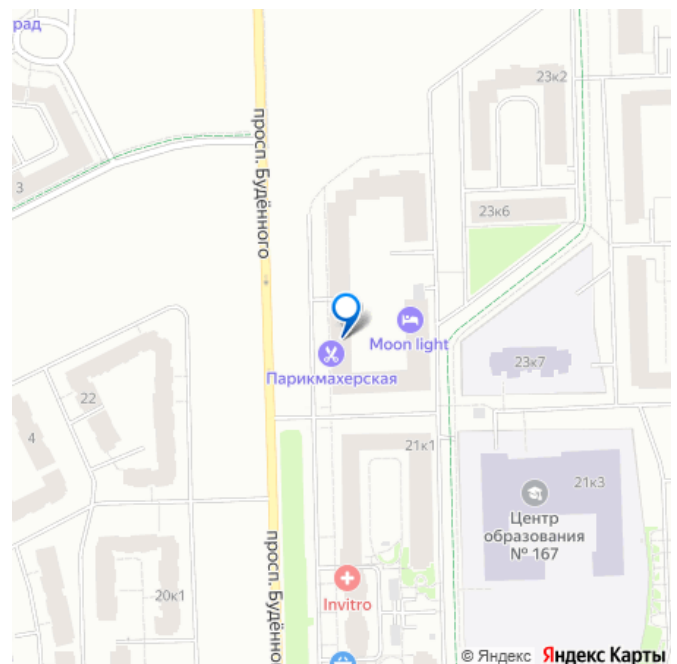 рад
23к2
просп. Будённого
3
23к6
Moon light
Парикмахерская
23к7
22
4
21к1
21к3
Центр
образования
№ 167
просп. Будённо
20к1
Invitro
© Яндекс Яндекс Карты